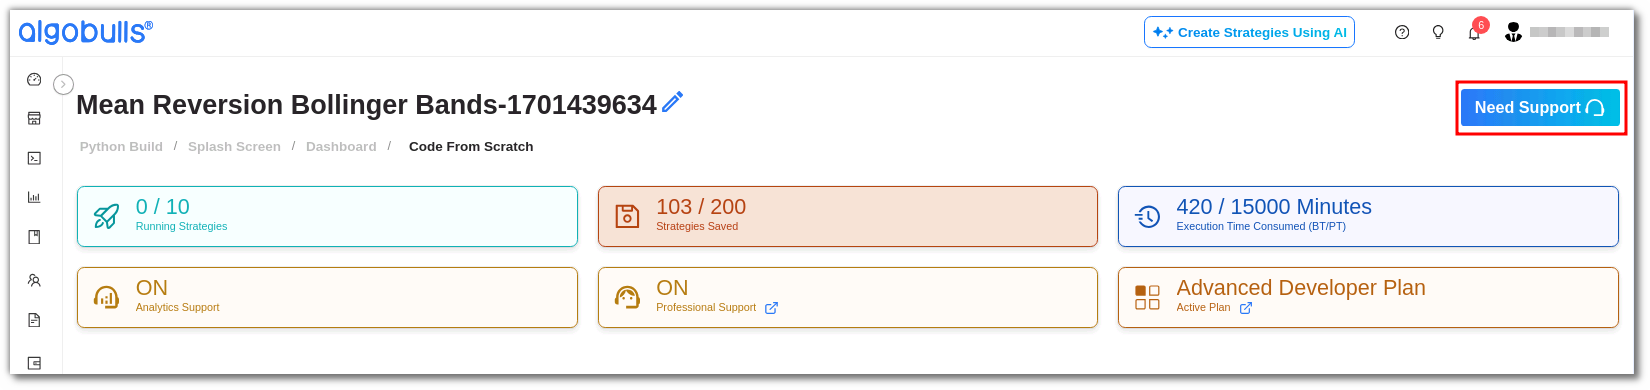 algobulls®
Create Strategies Using AI
6
Mean Reversion Bollinger Bands-1701439634
Need Support
Python Build / Splash Screen / Dashboard / Code From Scratch
0 / 10
Running Strategies
103 / 200
Strategies Saved
420 / 15000 Minutes
Execution Time Consumed (BT/PT)
ON
Analytics Support
ON
Professional Support
Advanced Developer Plan
Active Plan